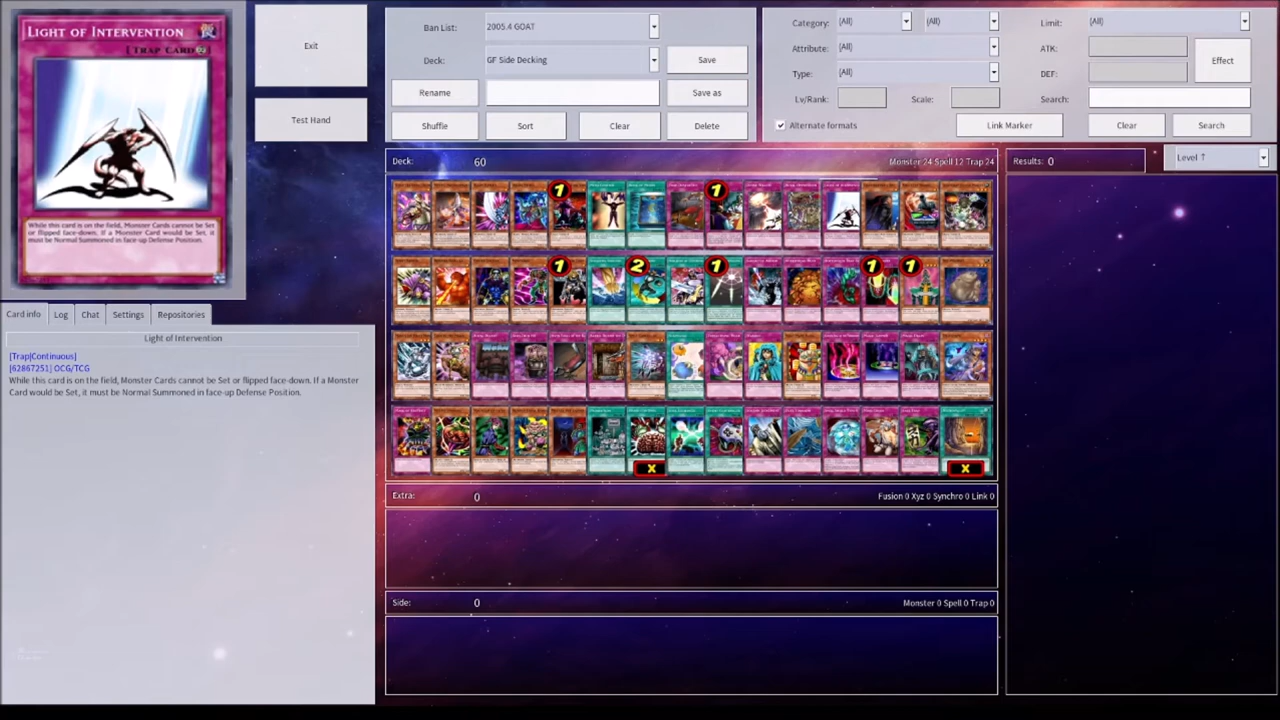 LIGHT OF INTERVENTION
[TRAP CARD]
While this card is on the field, Monster Cards cannot be Set
or flipped face-down. If a Monster Card would be Set, it
must be Normal Summoned in face-up Defense Position.
Exit
Test Hand
Ban List:
2005.4 GOAT
Deck:
GF Side Decking
Save
Rename
Save as
Shuffle
Sort
Clear
Delete
Category:
(All)
(All)
Limit:
(All)
Attribute:
(All)
ATK:
Type:
(All)
DEF:
Effect
Lv/Rank:
Scale:
Search:
Alternate formats
Link Marker
Clear
Search
Deck:
60
Monster 24 Spell 12 Trap 24
Results: 0
Level ↑
1
1
1
2
1
1
1
X
X
Extra:
0
Fusion 0 Xyz 0 Synchro 0 Link 0
Side:
0
Monster 0 Spell 0 Trap 0
Card info
Log
Chat
Settings
Repositories
Light of Intervention
[Trap|Continuous]
[62867251] OCG/TCG
While this card is on the field, Monster Cards cannot be Set or flipped face-down. If a Monster
Card would be Set, it must be Normal Summoned in face-up Defense Position.